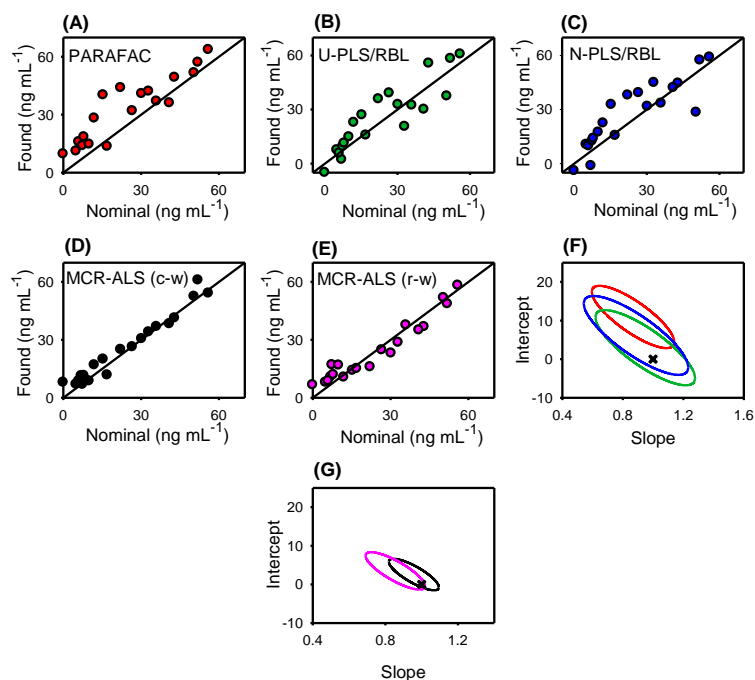 (A)
PARAFAC
60
30
0
0 30 60
Found (ng mL-1)
Nominal (ng mL-1)
(B)
U-PLS/RBL
60
30
0
0 30 60
Found (ng mL-1)
Nominal (ng mL-1)
(C)
N-PLS/RBL
60
30
0
0 30 60
Found (ng mL-1)
Nominal (ng mL-1)
(D)
MCR-ALS (c-w)
60
30
0
0 30 60
Found (ng mL-1)
Nominal (ng mL-1)
(E)
MCR-ALS (r-w)
60
30
0
0 30 60
Found (ng mL-1)
Nominal (ng mL-1)
(F)
20
10
0
-10
0.4 0.8 1.2 1.6
Intercept
Slope
(G)
20
10
0
-10
0.4 0.8 1.2
Intercept
Slope